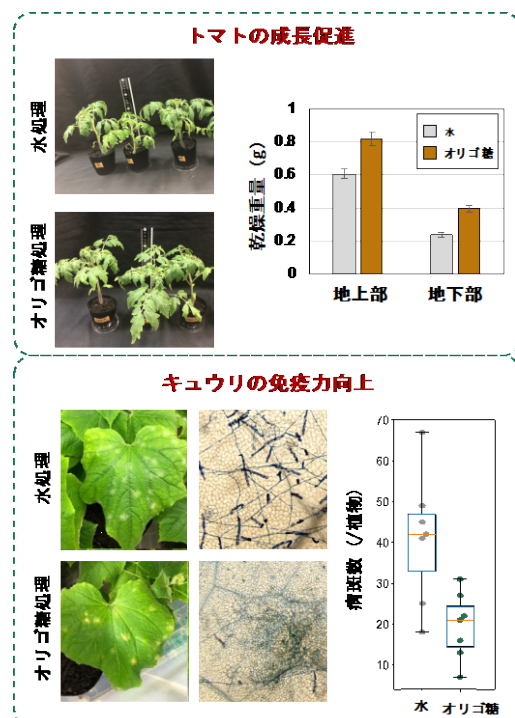 トマトの成長促進
水処理
オリゴ糖処理
乾燥重量 (g)
1
0.8
0.6
0.4
0.2
0
水
オリゴ糖
地上部
地下部
キュウリの免疫力向上
水処理
オリゴ糖処理
病斑数 (/植物)
70
60
50
40
30
20
10
水
オリゴ糖